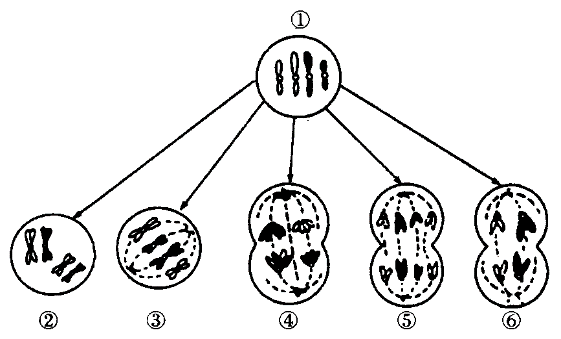 ①
② ③ ④ ⑤ ⑥